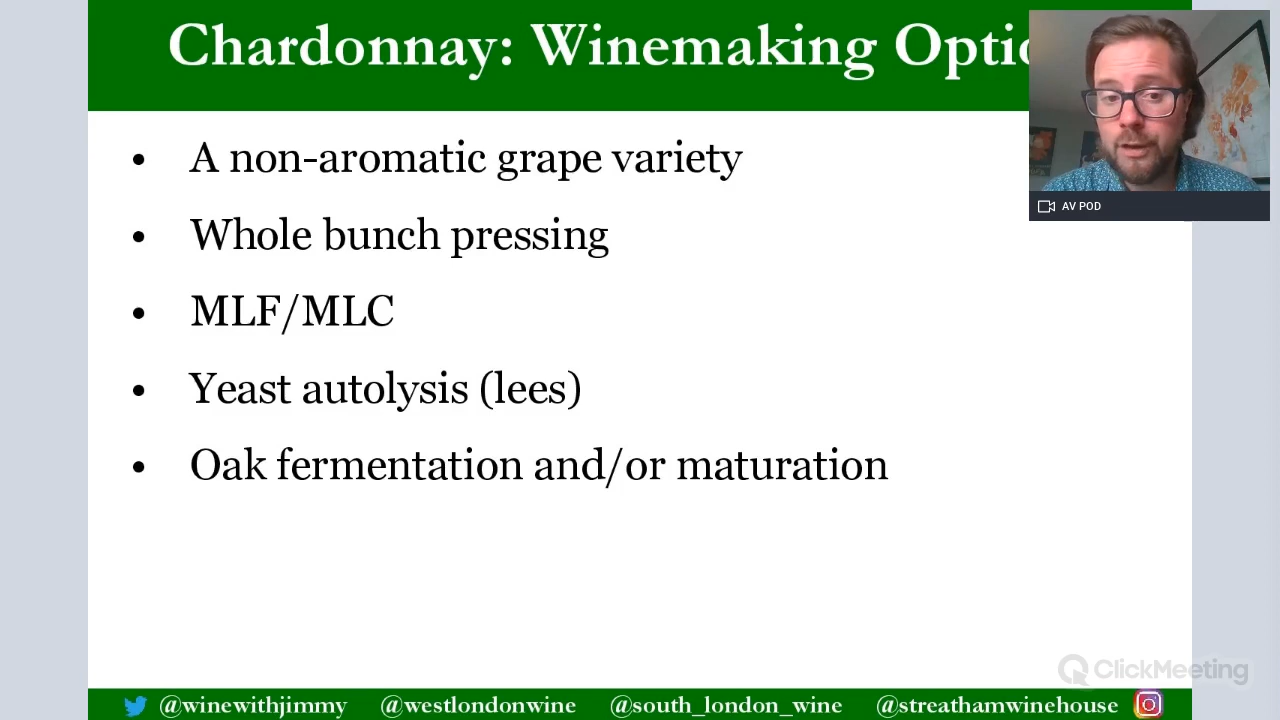 Chardonnay: Winemaking Optio
• A non-aromatic grape variety
• Whole bunch pressing
• MLF/MLC
• Yeast autolysis (lees)
• Oak fermentation and/or maturation
AV POD
ClickMeeting
@winewithjimmy @westlondonwine @south_london_wine @streathamwinehouse